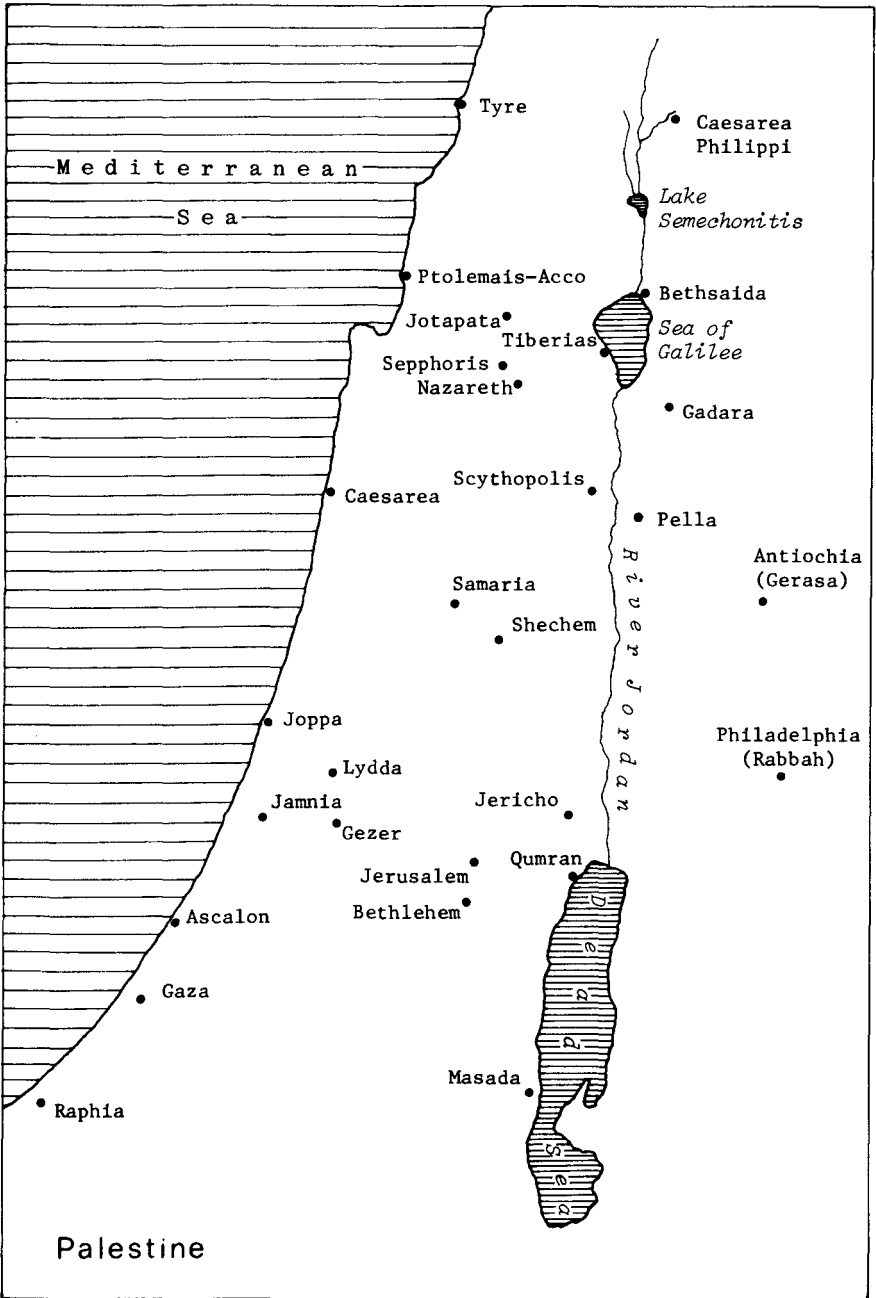 Tyre
Caesarea
Philippi
Mediterranean
Sea
Lake
Semechonitis
Ptolemais-Acco
Bethsaida
Jotapata
Sea of
Galilee
Tiberias
Sepphoris
Nazareth
Gadara
Scythopolis
Caesarea
Pella
River Jordan
Antiochia
(Gerasa)
Samaria
Shechem
Joppa
Philadelphia
(Rabbah)
Lydda
Jamnia
Jericho
Gezer
Qumran
Jerusalem
Bethlehem
Dead Sea
Ascalon
Gaza
Masada
Raphia
Palestine